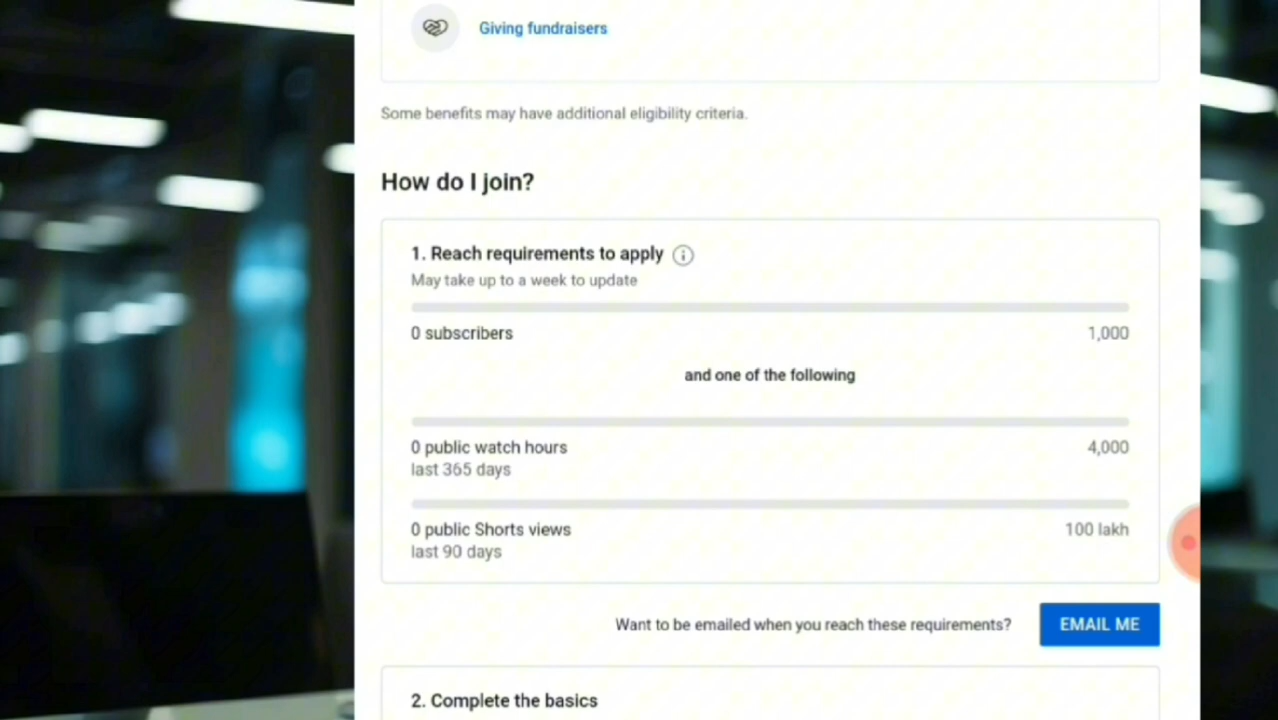 Giving fundraisers
Some benefits may have additional eligibility criteria.
How do I join?
1. Reach requirements to apply
May take up to a week to update
0 subscribers 1,000
and one of the following
0 public watch hours 4,000
last 365 days
0 public Shorts views 100 lakh
last 90 days
Want to be emailed when you reach these requirements? EMAIL ME
2. Complete the basics